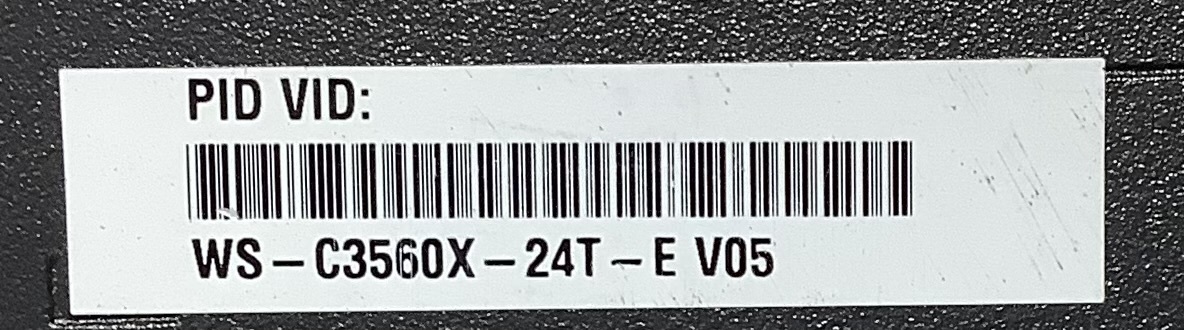 PID VID:
WS-C3560X-24T-E V05